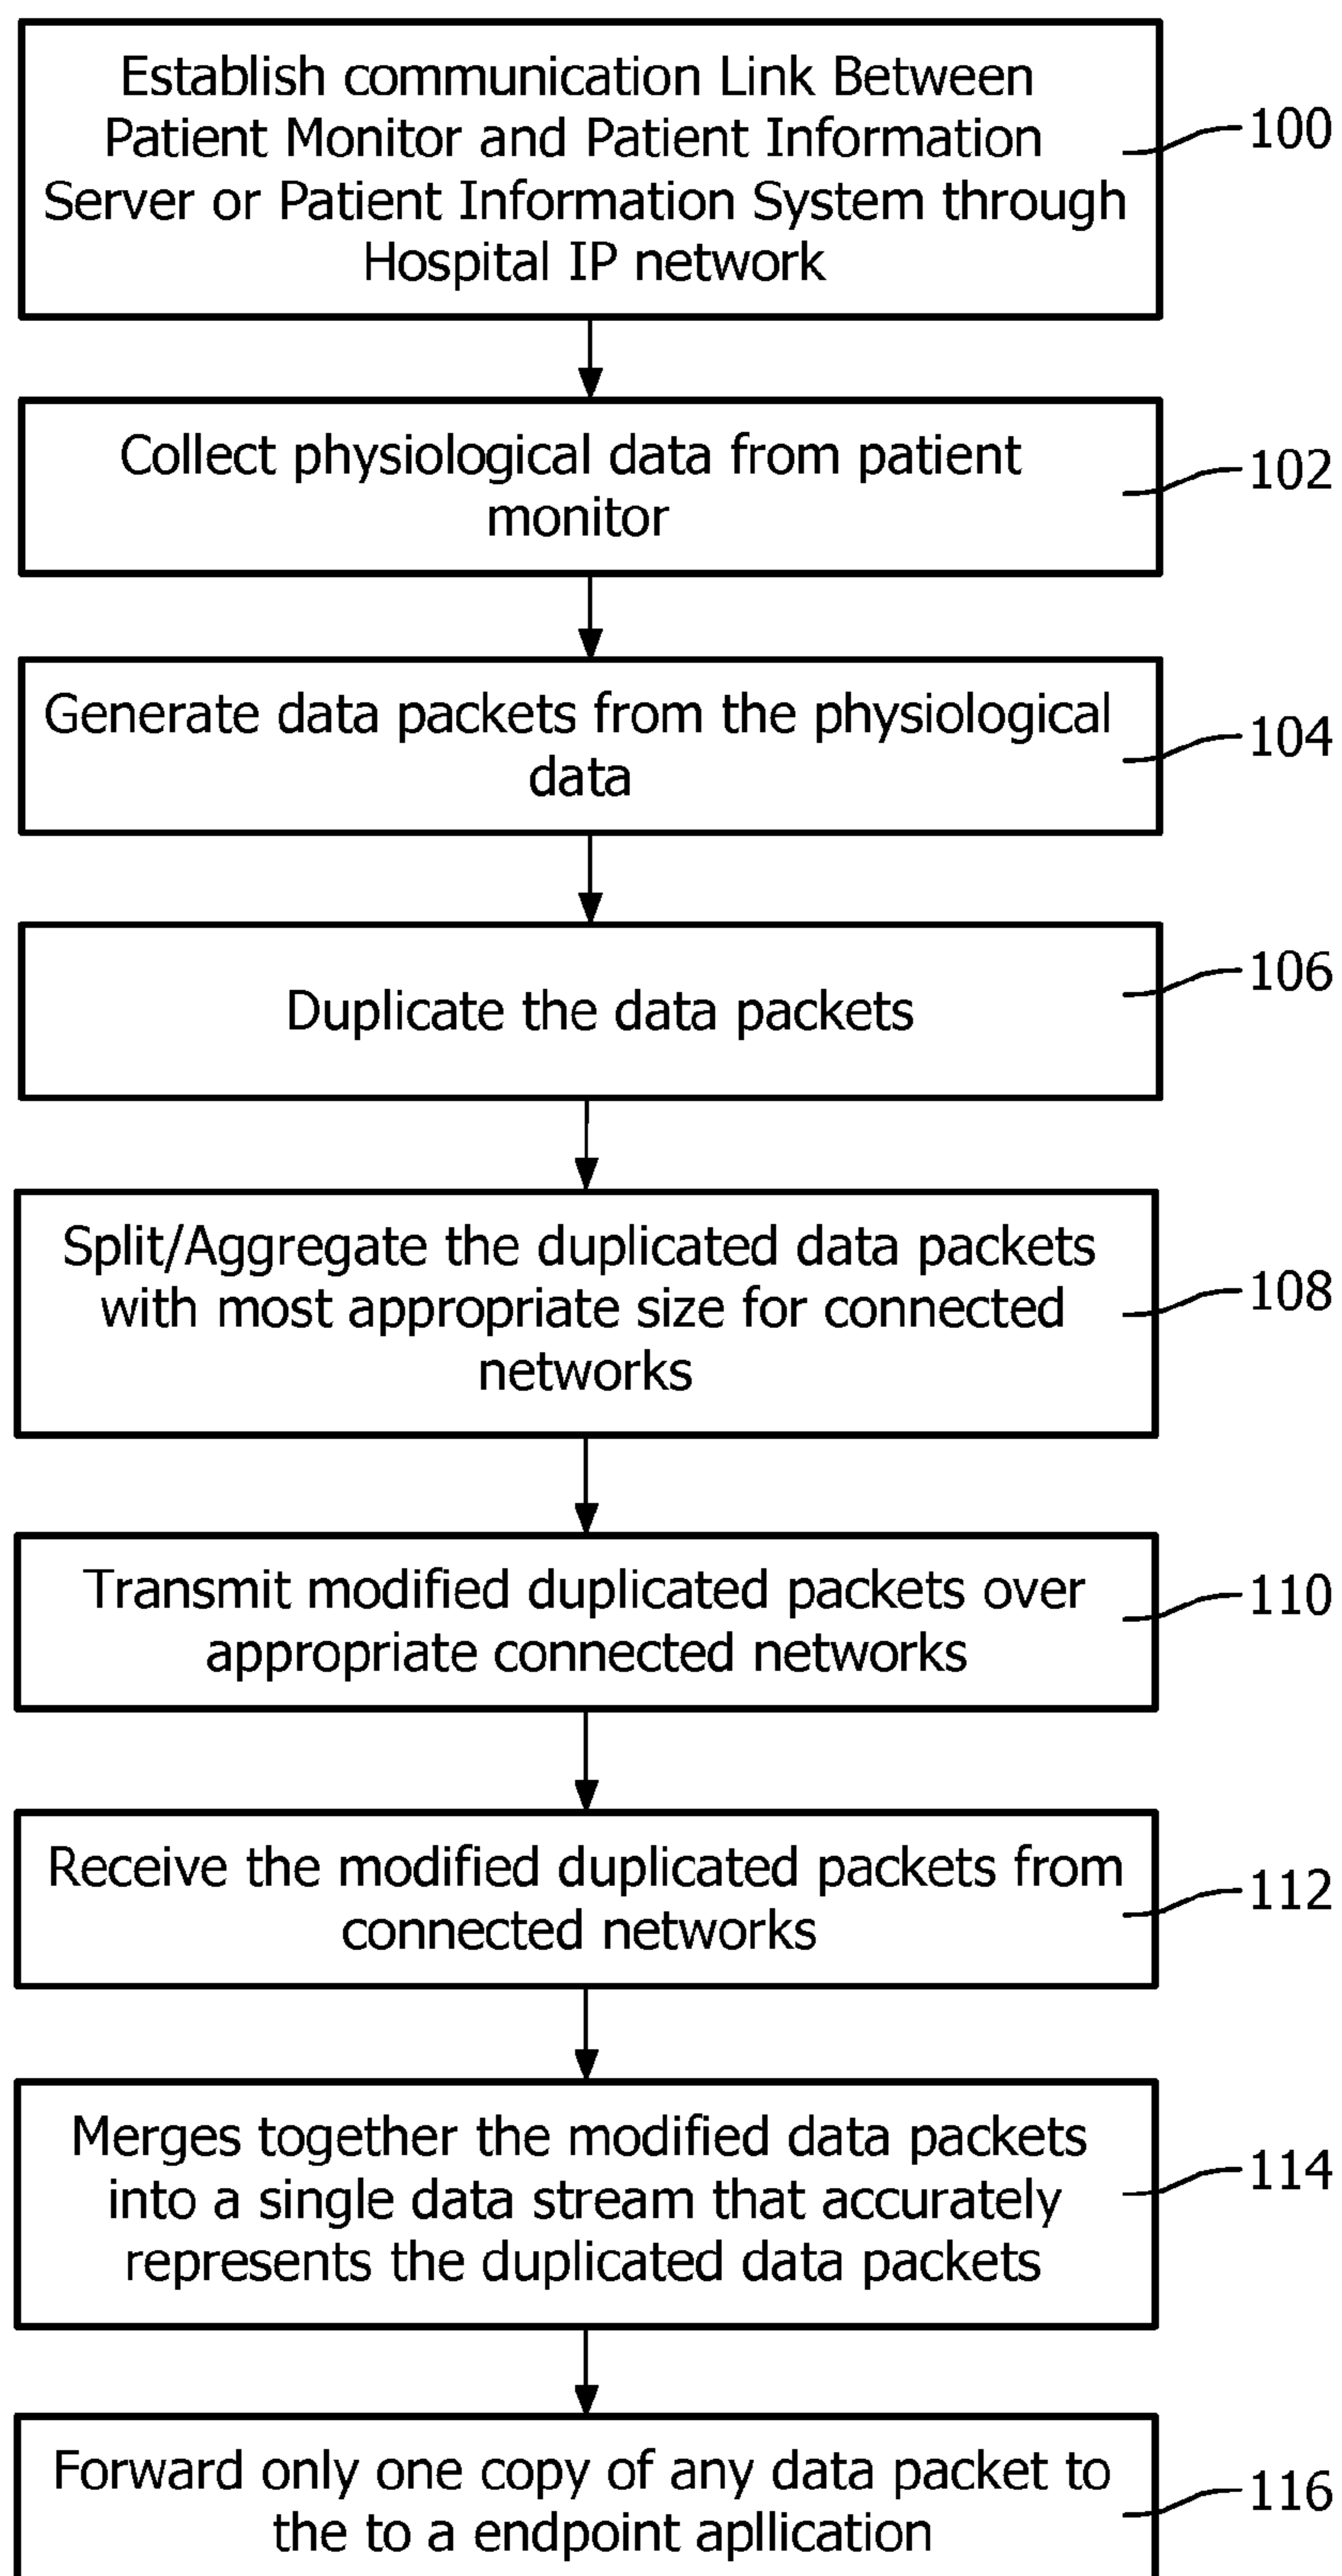 Establish communication Link Between
Patient Monitor and Patient Information
Server or Patient Information System through
Hospital IP network
100
Collect physiological data from patient
monitor
102
Generate data packets from the physiological
data
104
Duplicate the data packets
106
Split/Aggregate the duplicated data packets
with most appropriate size for connected
networks
108
Transmit modified duplicated packets over
appropriate connected networks
110
Receive the modified duplicated packets from
connected networks
112
Merges together the modified data packets
into a single data stream that accurately
represents the duplicated data packets
114
Forward only one copy of any data packet to
the to a endpoint apllication
116